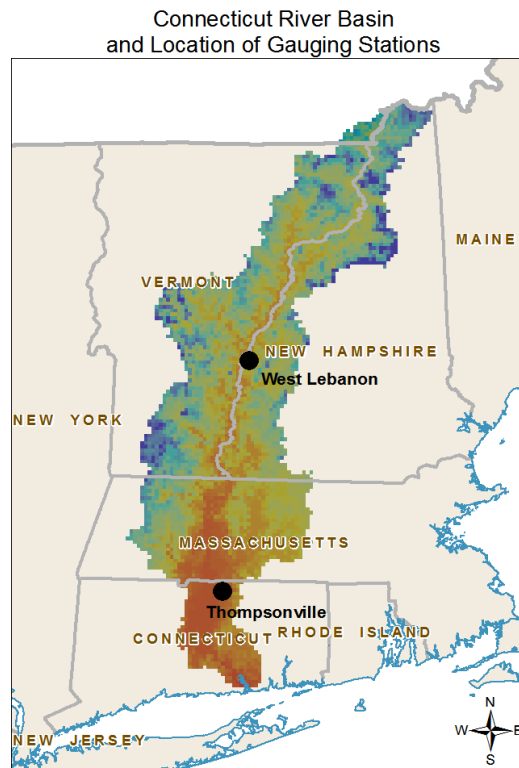 Connecticut River Basin
and Location of Gauging Stations
MAINE
VERMONT
NEW HAMPSHIRE
West Lebanon
NEW YORK
MASSACHUSETTS
Thompsonville
CONNECTICUT RHODE ISLAND
N
W E
S
NEW JERSEY